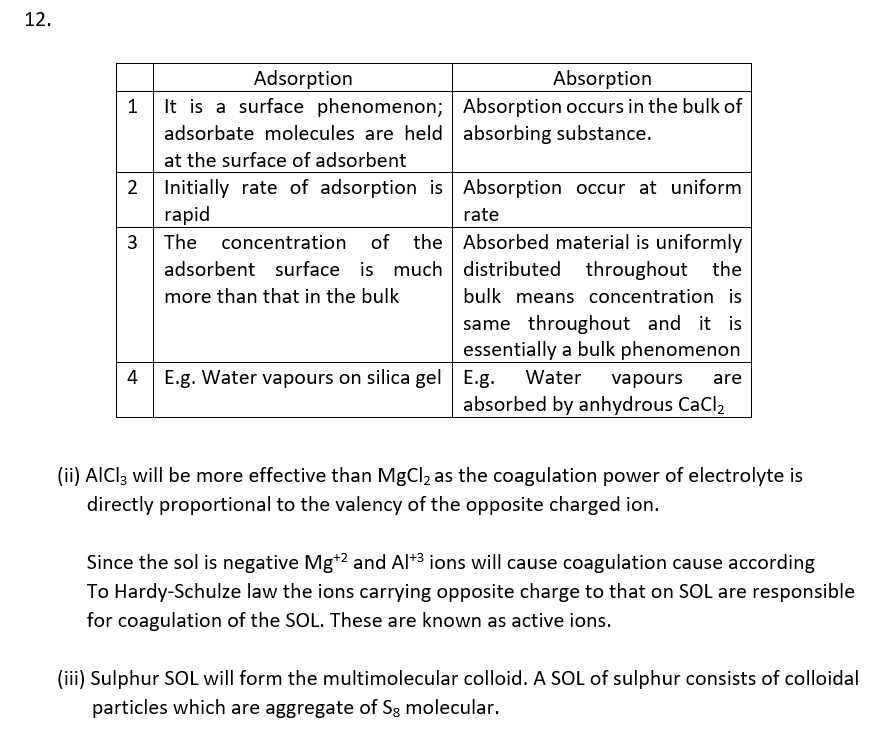 12.
Adsorption Absorption
1 It is a surface phenomenon; Absorption occurs in the bulk of
adsorbate molecules are held absorbing substance.
at the surface of adsorbent
2 Initially rate of adsorption is Absorption occur at uniform
rapid rate
3 The concentration of the Absorbed material is uniformly
adsorbent surface is much distributed throughout the
more than that in the bulk bulk means concentration is
same throughout and it is
essentially a bulk phenomenon
4 E.g. Water vapours on silica gel E.g. Water vapours are
absorbed by anhydrous CaCl₂
(ii) AlCl₃ will be more effective than MgCl₂ as the coagulation power of electrolyte is
directly proportional to the valency of the opposite charged ion.
Since the sol is negative Mg⁺² and Al⁺³ ions will cause coagulation cause according
To Hardy-Schulze law the ions carrying opposite charge to that on SOL are responsible
for coagulation of the SOL. These are known as active ions.
(iii) Sulphur SOL will form the multimolecular colloid. A SOL of sulphur consists of colloidal
particles which are aggregate of S₈ molecular.